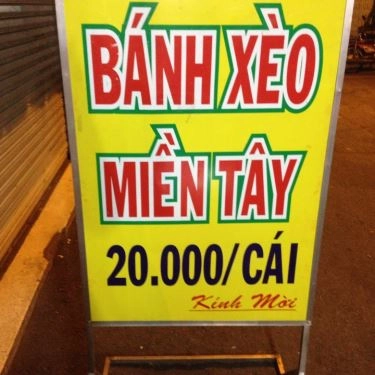 BÁNH XÈO
MIỀN TÂY
20.000/CÁI
Kính Mời